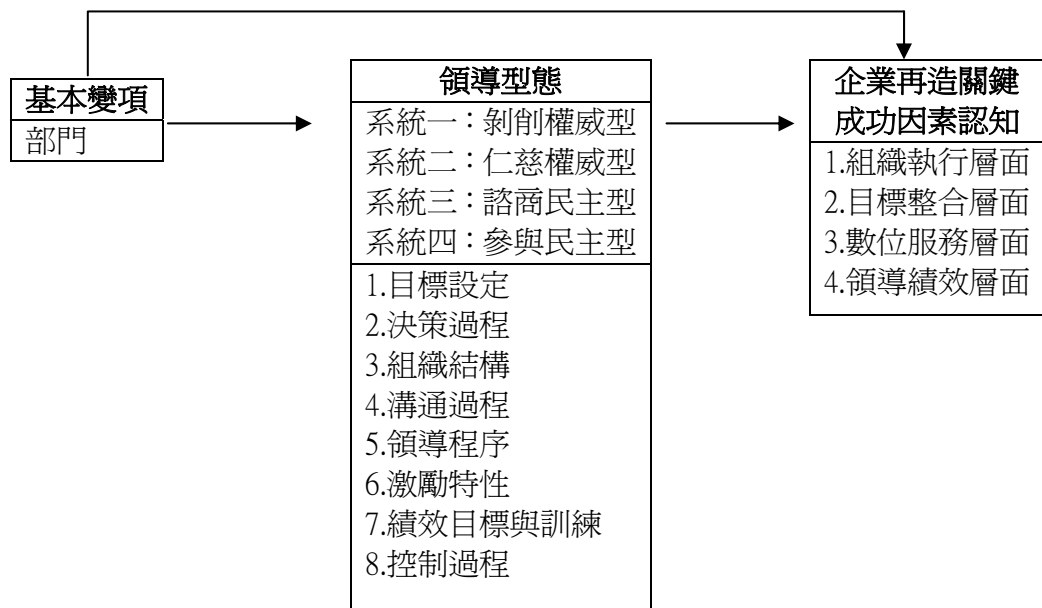 基本變項
部門
領導型態
系統一：剝削權威型
系統二：仁慈權威型
系統三：諮商民主型
系統四：參與民主型
1.目標設定
2.決策過程
3.組織結構
4.溝通過程
5.領導程序
6.激勵特性
7.績效目標與訓練
8.控制過程
企業再造關鍵
成功因素認知
1.組織執行層面
2.目標整合層面
3.數位服務層面
4.領導績效層面